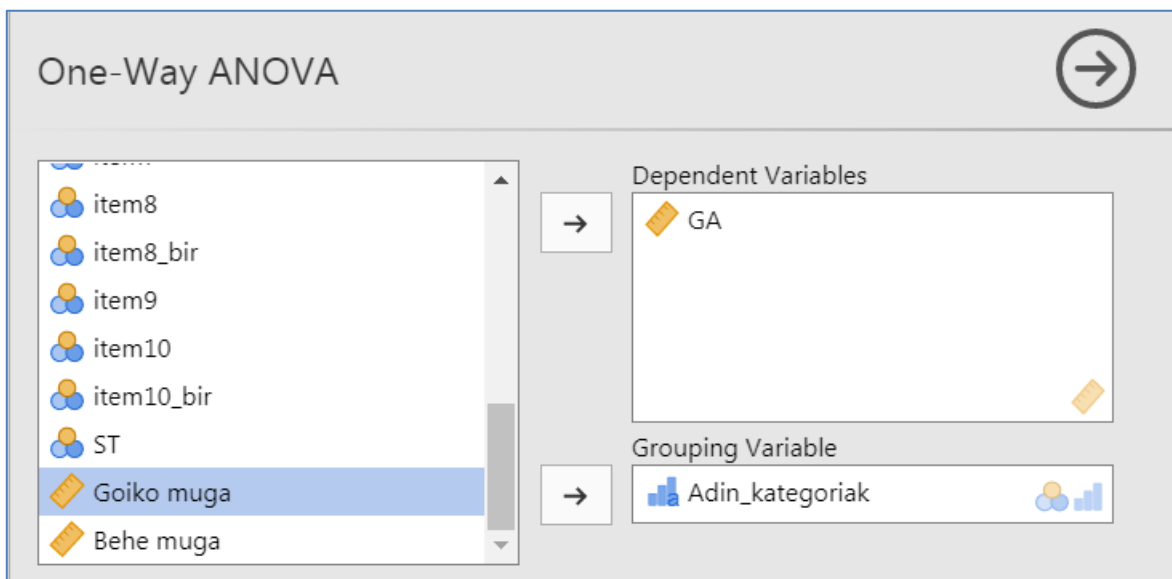 One-Way ANOVA
item8
item8_bir
item9
item10
item10_bir
ST
Goiko muga
Behe muga
Dependent Variables
GA
Grouping Variable
Adin_kategoriak